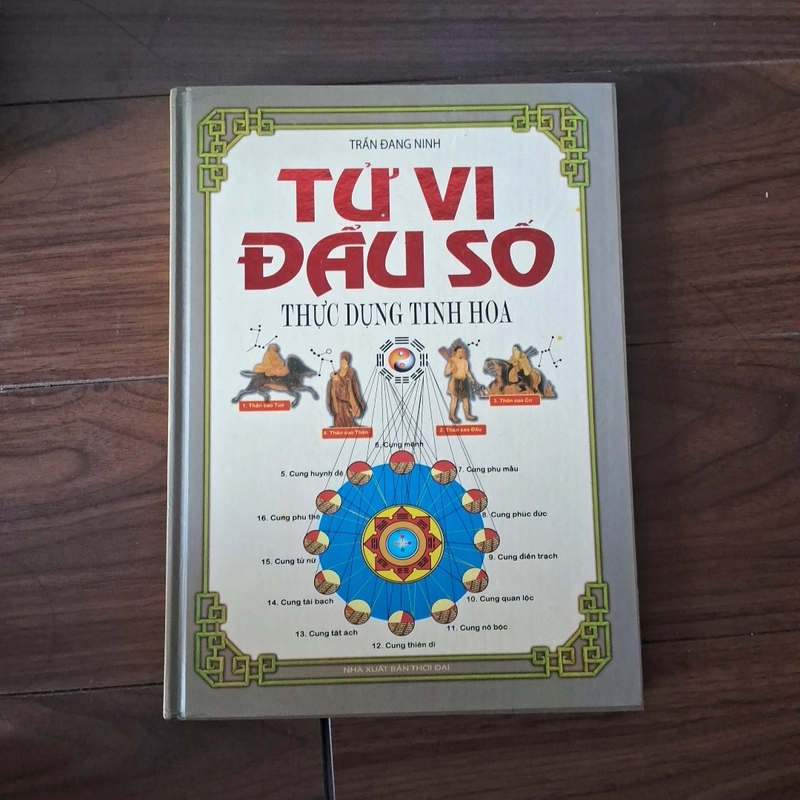 TRẦN ĐANG NINH
TỬ VI
ĐẨU SỐ
THỰC DỤNG TINH HOA
1. Thần sao Tuế
4. Thần sao Thận
2. Thần sao Đẩu
3. Thần sao Cơ
6. Cung mệnh
5. Cung huynh đệ
7. Cung phụ mẫu
16. Cung phu thê
8. Cung phúc đức
15. Cung tử nữ
9. Cung điền trạch
14. Cung tài bạch
10. Cung quan lộc
13. Cung tật ách
11. Cung nô bộc
12. Cung thiên di
NHÀ XUẤT BẢN THỜI ĐẠI